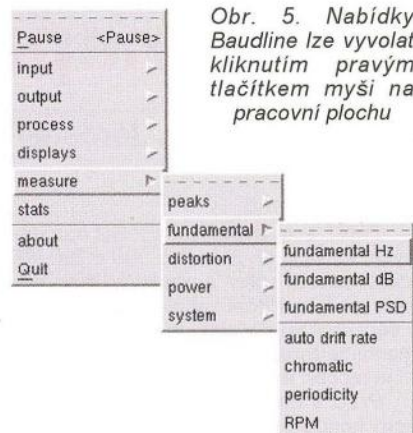 Obr. 5. Nabídky
Baudline lze vyvolat
kliknutím pravým
tlačítkem myši na
pracovní plochu
Pause <Pause>
input
output
process
displays
measure
stats
about
Quit
peaks
fundamental
distortion
power
system
fundamental Hz
fundamental dB
fundamental PSD
auto drift rate
chromatic
periodicity
RPM